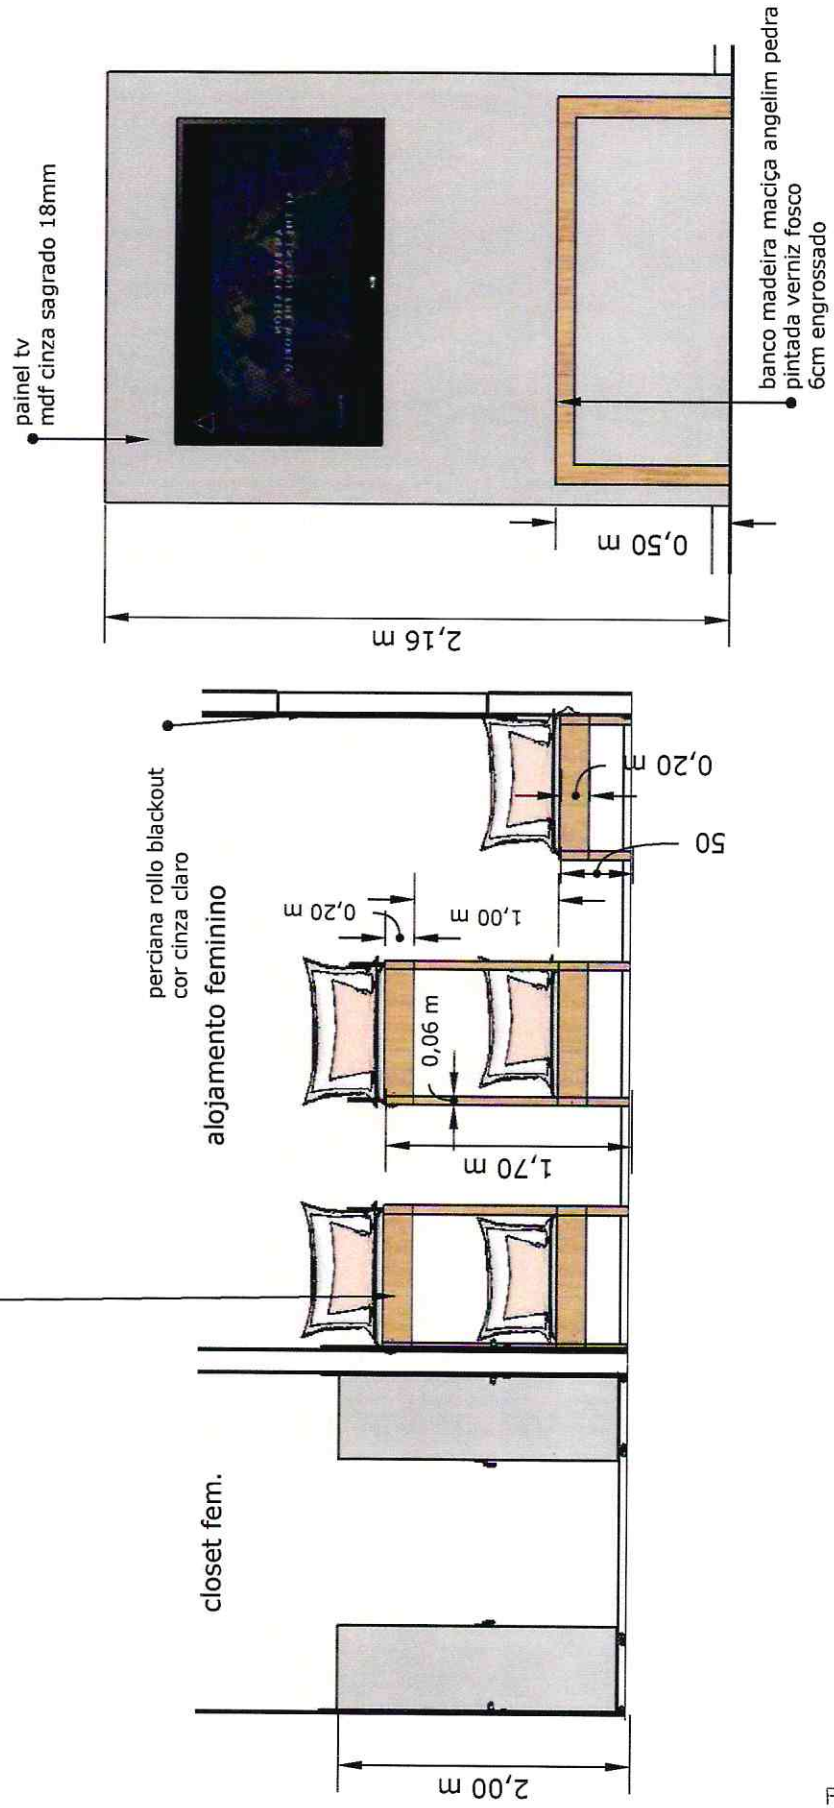 painel tv
mdf cinza sagrado 18mm
2,16 m
0,50 m
banco madeira maciça angelim pedra
pintada verniz fosco
6cm engrossado
perciana rollo blackout
cor cinza claro
alojamento feminino
0,20 m
1,00 m
0,06 m
1,70 m
0,20 m
50
closet fem.
2,00 m